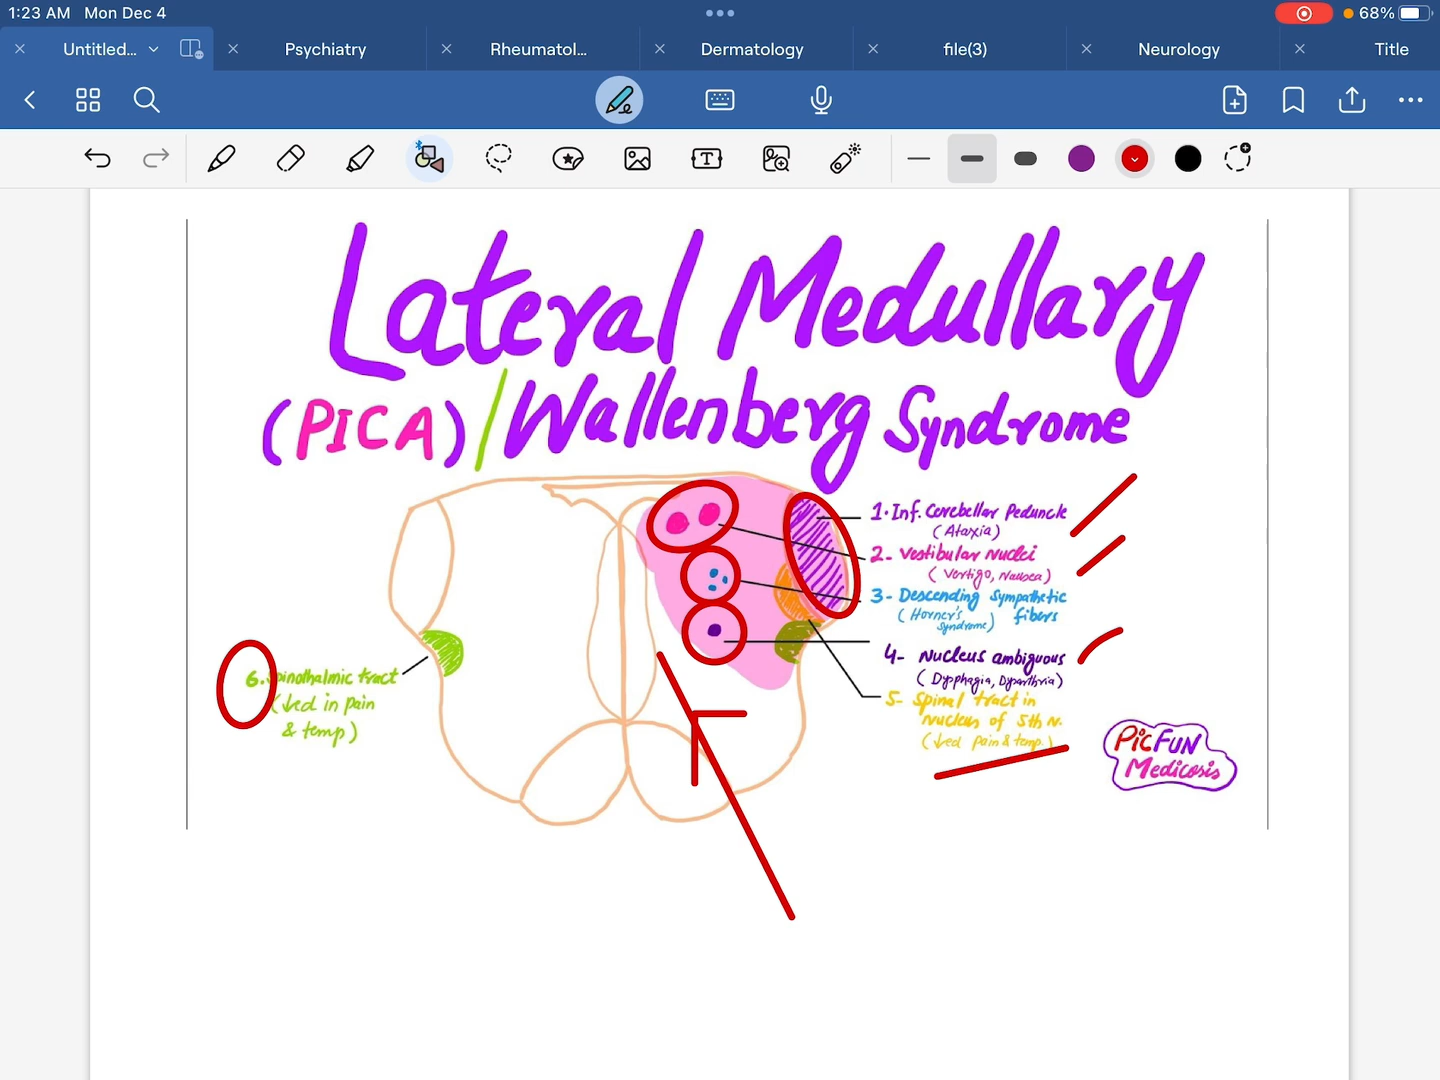 1:23 AM Mon Dec 4
68%
Untitled...
Psychiatry
Rheumatol...
Dermatology
file(3)
Neurology
Title
Lateral Medullary
(PICA) / Wallenberg Syndrome
1. Inf. Cerebellar Peduncle
(Ataxia)
2- Vestibular Nuclei
(Vertigo, Nausea)
3- Descending sympathetic
(Horner's fibers
Syndrome)
4- Nucleus ambiguous
(Dysphagia, Dysarthria)
5- Spinal tract in
Nucleus of 5th N.
(↓ed pain & temp.)
6. Spinothalmic tract
(↓ed in pain
& temp)
PicFUN
Medicosis